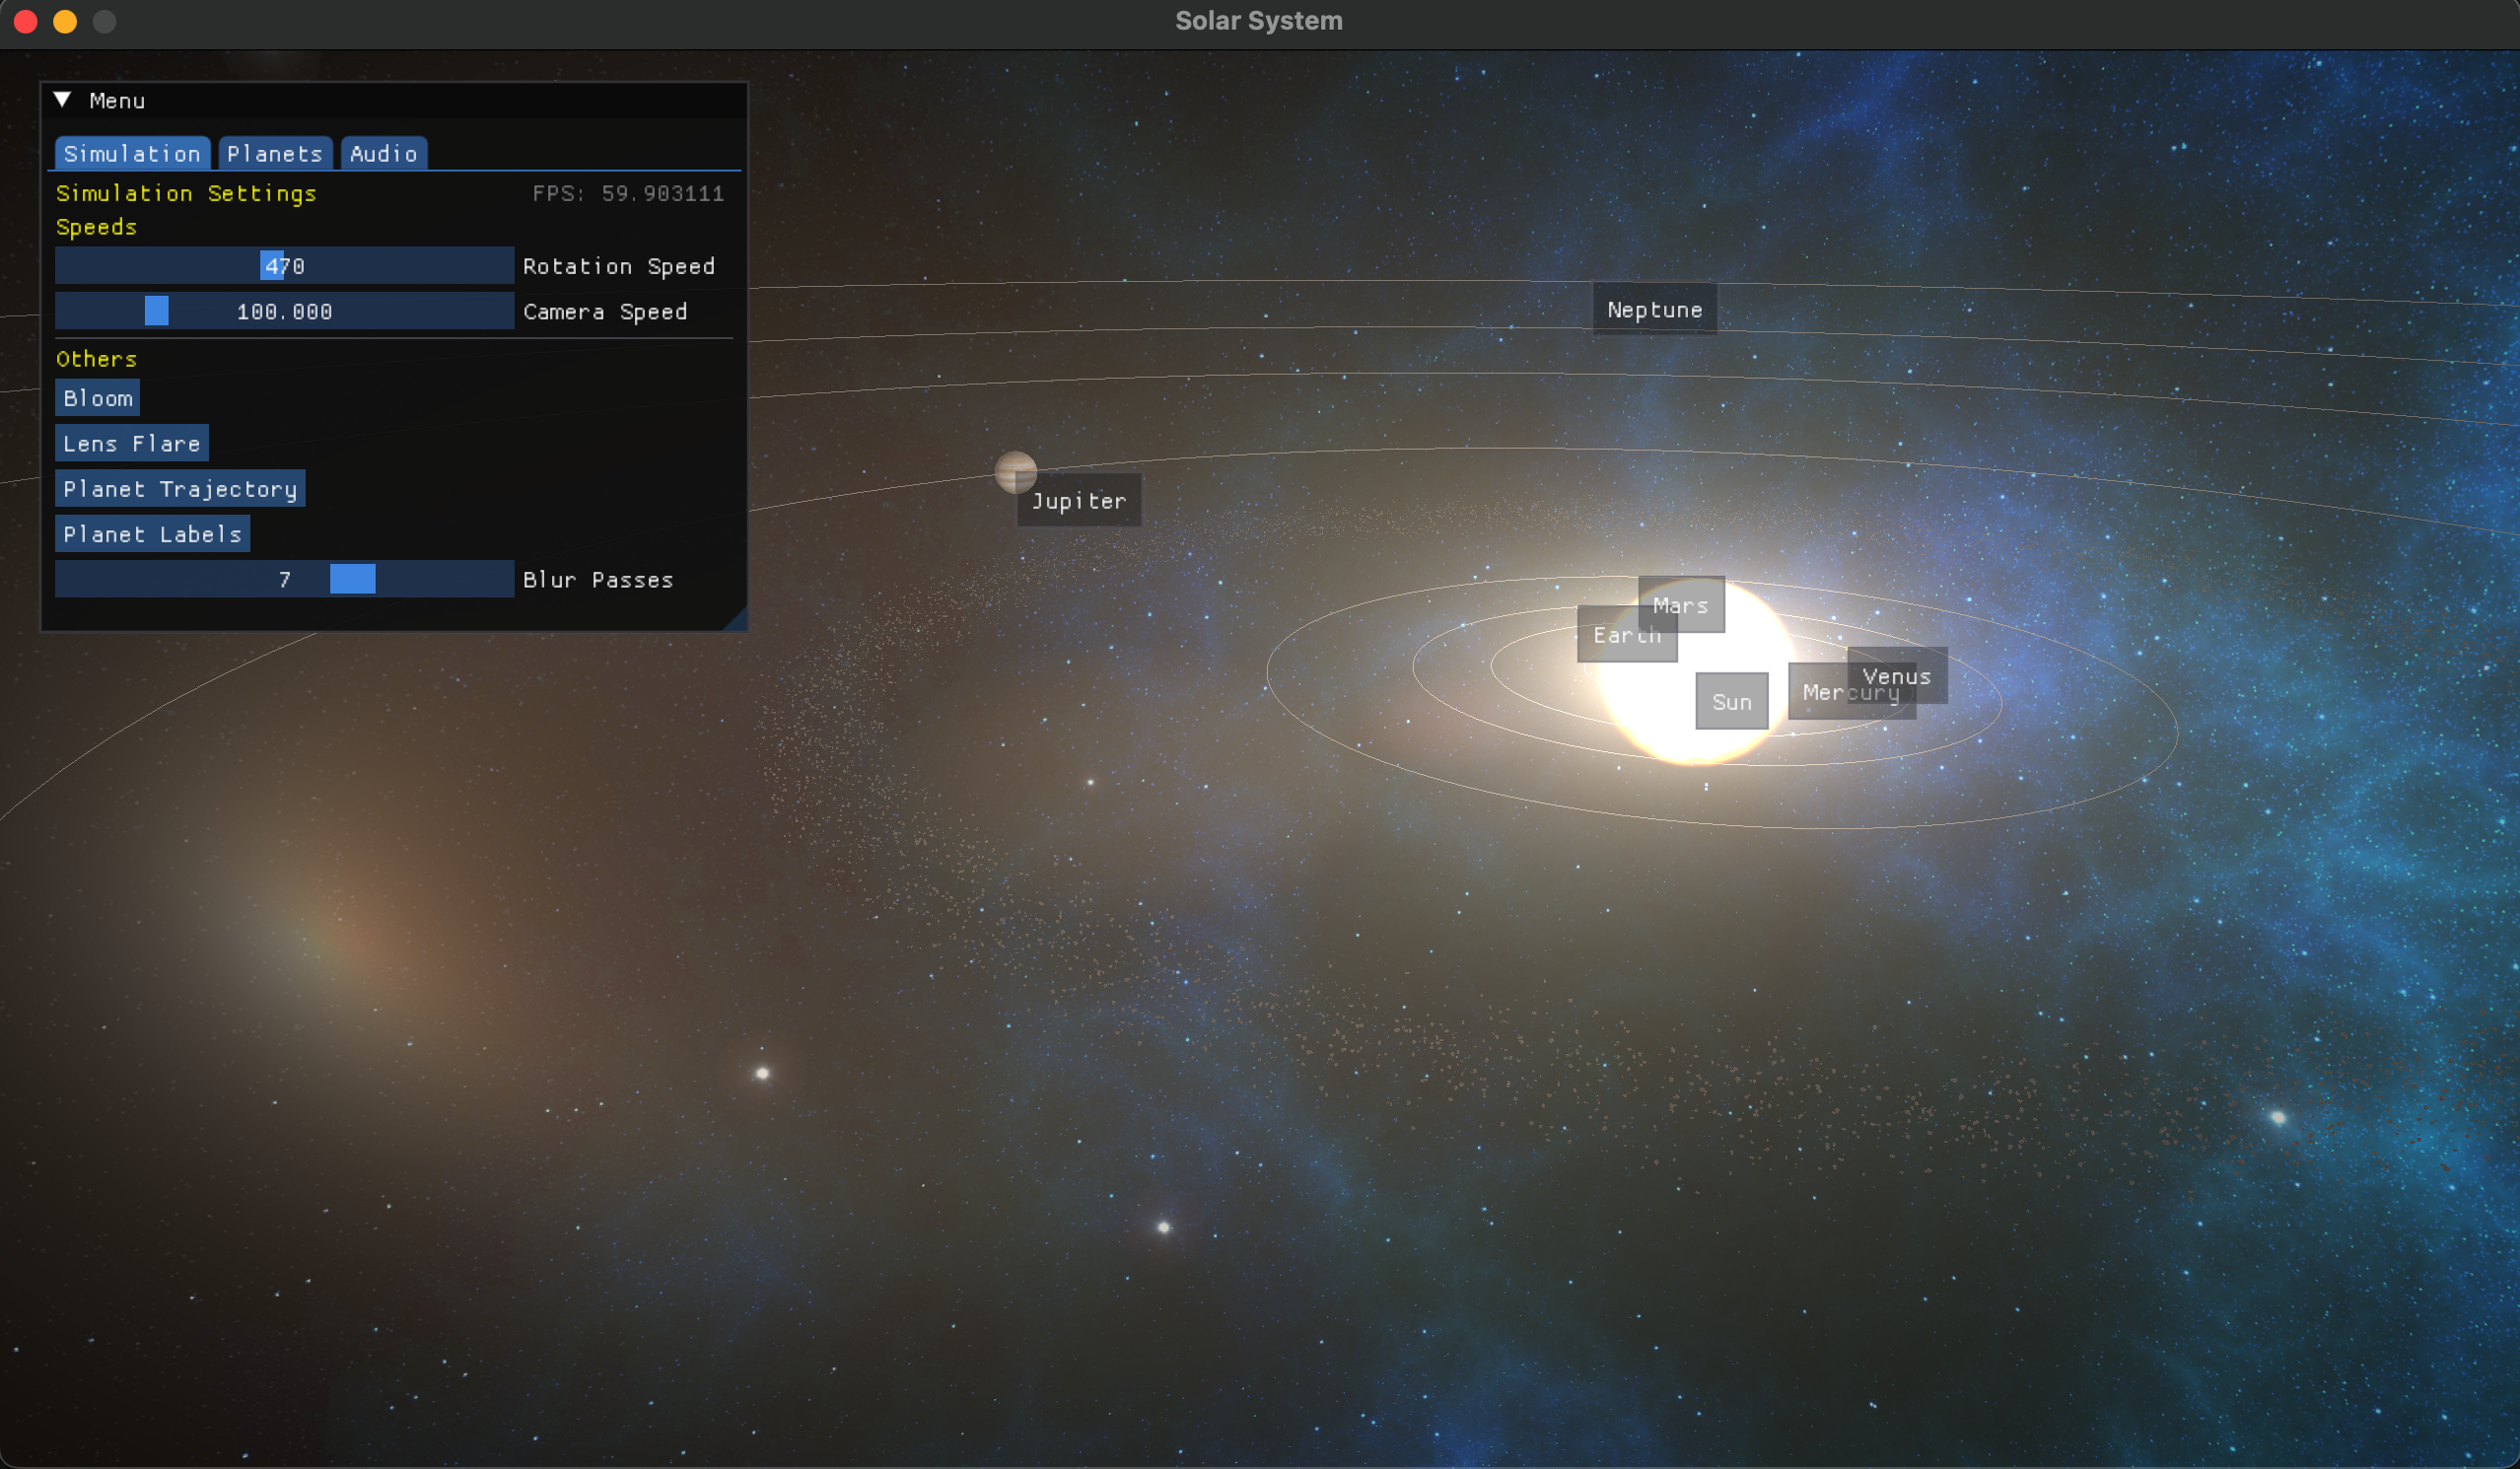 Solar System
Menu
Simulation Planets Audio
Simulation Settings FPS: 59.903111
Speeds
470 Rotation Speed
100.000 Camera Speed
Others
Bloom
Lens Flare
Planet Trajectory
Planet Labels
7 Blur Passes
Neptune
Jupiter
Mars
Earth
Venus
Mercury
Sun